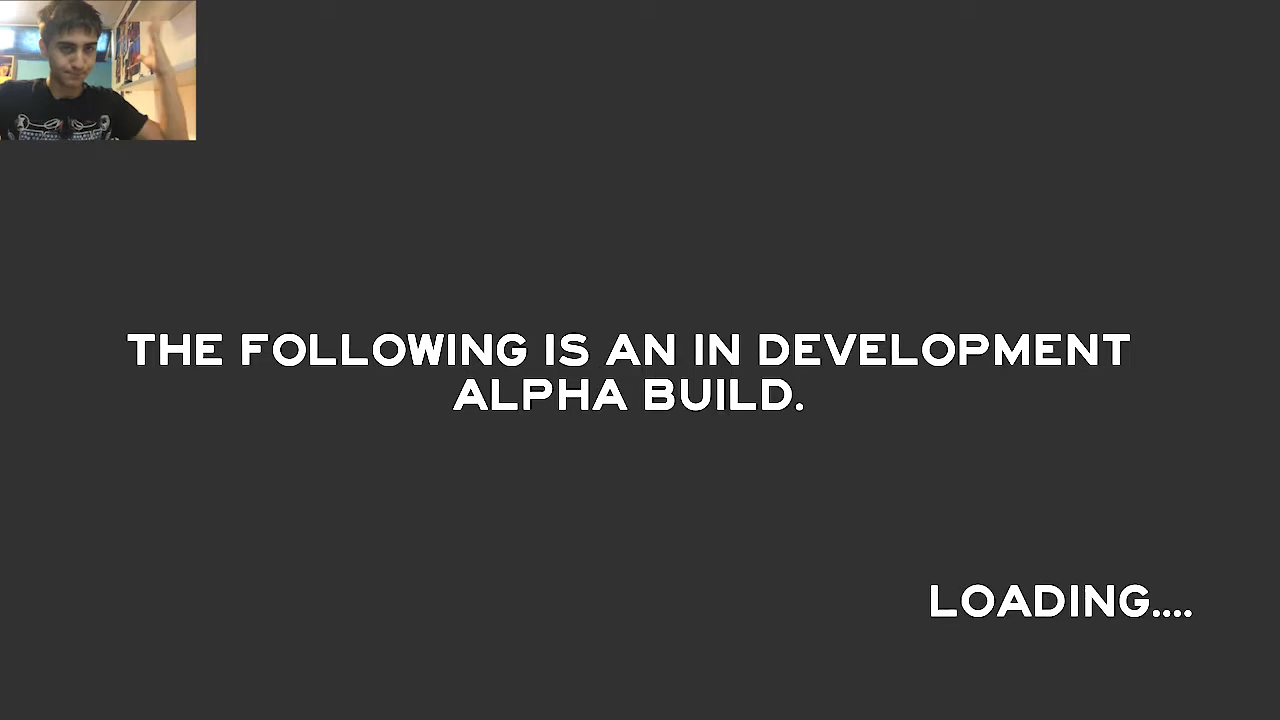 THE FOLLOWING IS AN IN DEVELOPMENT
ALPHA BUILD.
LOADING....